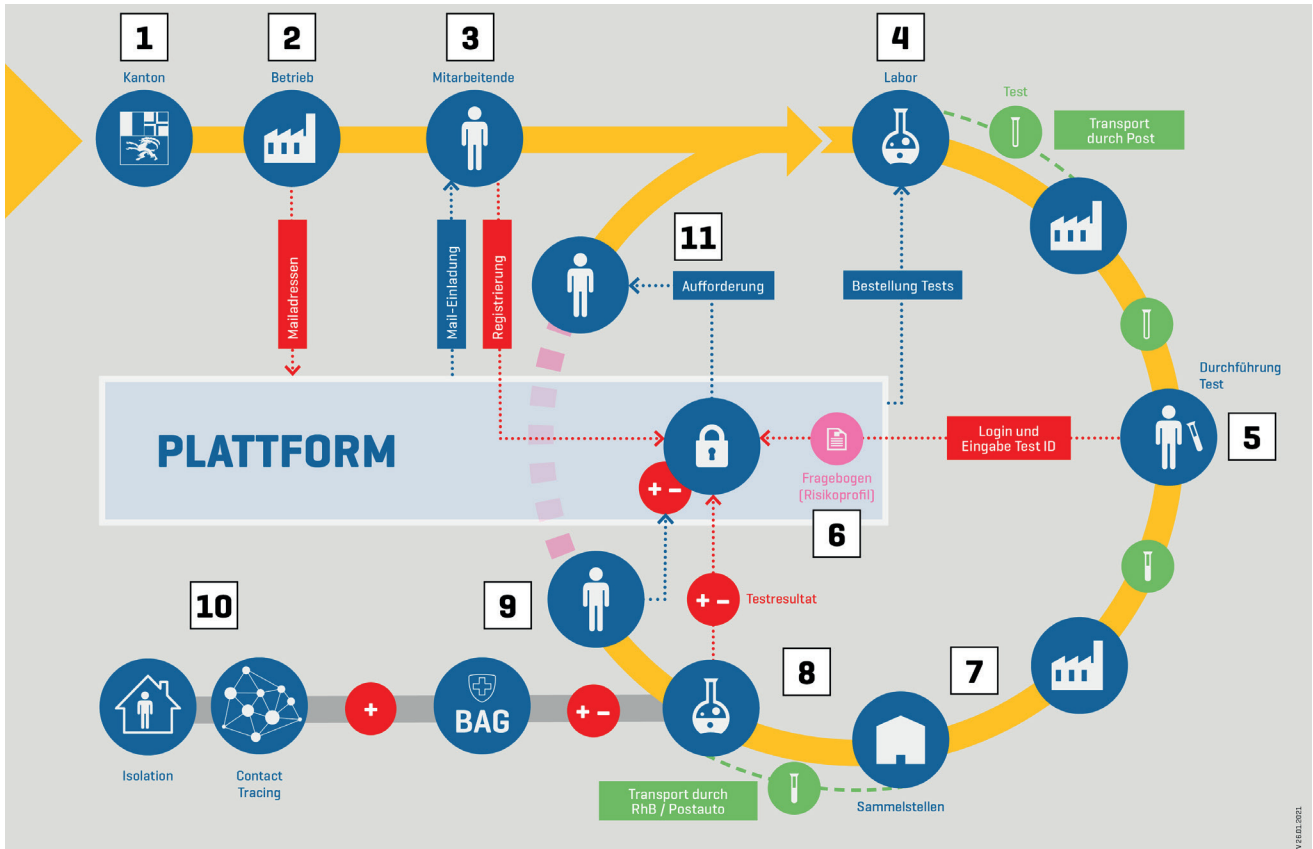 1
2
3
4
Kanton
Betrieb
Mitarbeitende
Labor
Test
Transport
durch Post
11
Mailadressen
Mail-Einladung
Registrierung
Aufforderung
Bestellung Tests
Durchführung
Test
5
PLATTFORM
Login und
Eingabe Test ID
Fragebogen
(Risikoprofil)
+ -
6
10
9
+ -
Testresultat
8
7
+
BAG
+ -
Isolation
Contact
Tracing
Transport durch
RhB / Postauto
Sammelstellen
V 26.01.2021